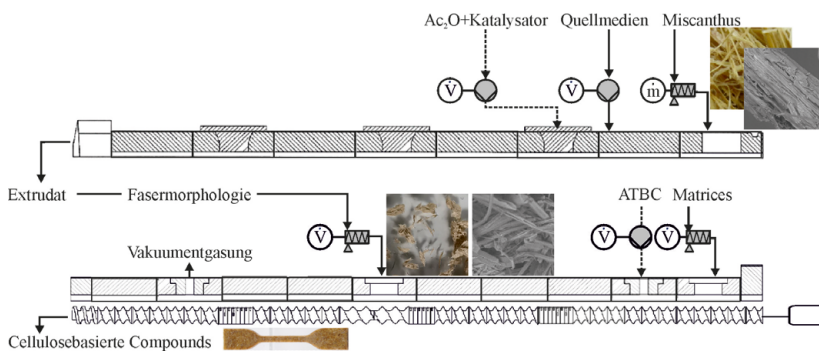 Ac₂O+Katalysator Quellmedien Miscanthus
V̇ V̇ ṁ
Extrudat Fasermorphologie ATBC Matrices
V̇ V̇ V̇
Vakuumentgasung
Cellulosebasierte Compounds